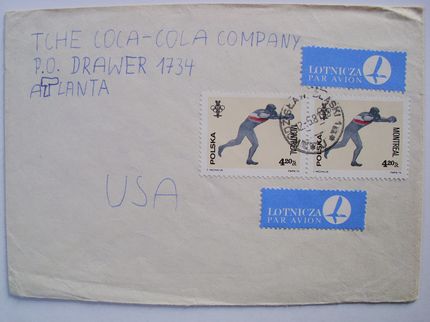 TCHE COCA-COLA COMPANY
P.O. DRAWER 1734
ATLANTA
USA
LOTNICZA
PAR AVION
POLSKA
4.20 ZŁ
MONTREAL
POLSKA
4.20 ZŁ
MONTREAL
LOTNICZA
PAR AVION